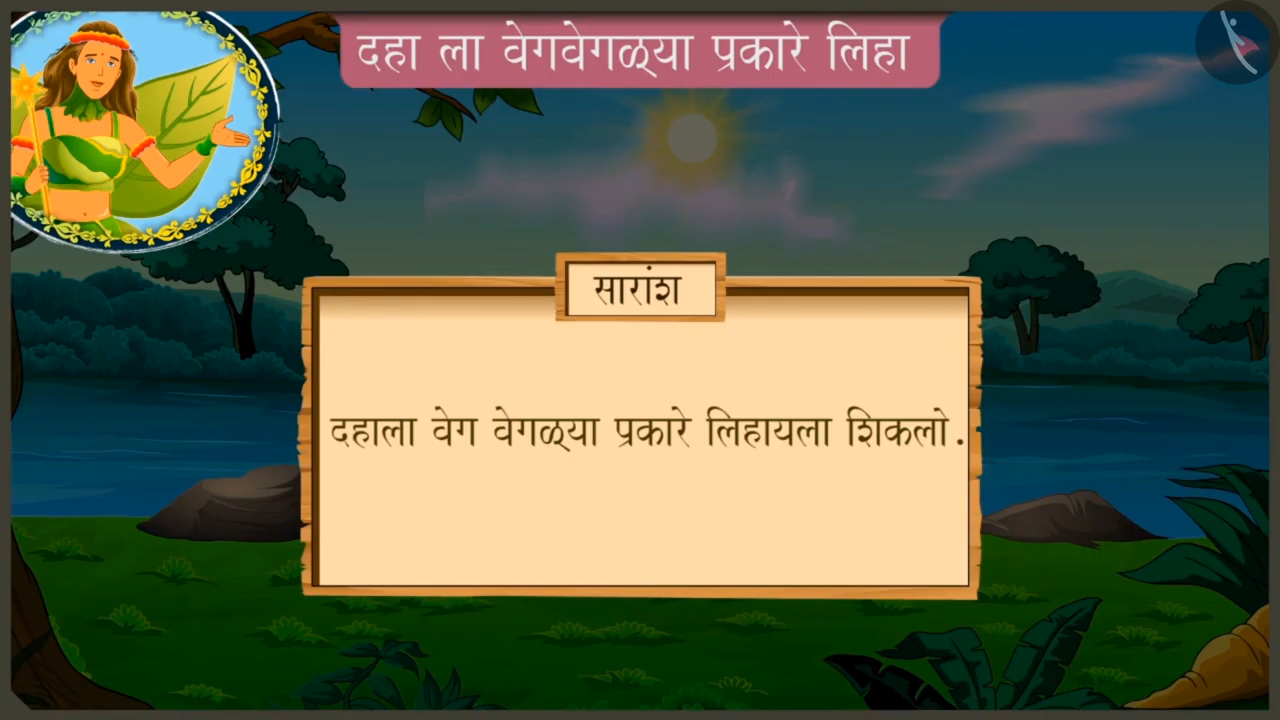 दहा ला वेगवेगळ्या प्रकारे लिहा
सारांश
दहाला वेग वेगळ्या प्रकारे लिहायला शिकलो.